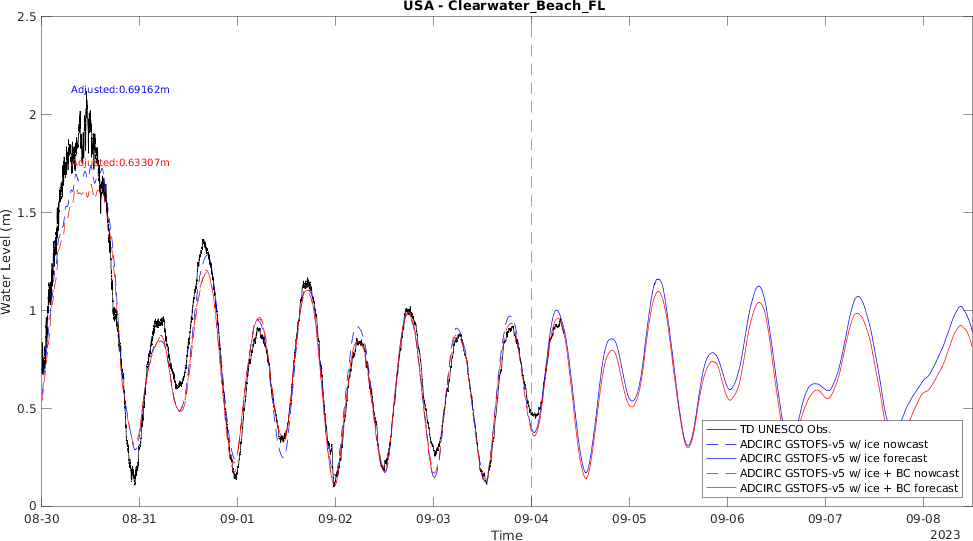 USA - Clearwater_Beach_FL
2.5
2
1.5
1
0.5
0
Water Level (m)
Adjusted:0.69162m
Adjusted:0.63307m
TD UNESCO Obs.
ADCIRC GSTOFS-v5 w/ ice nowcast
ADCIRC GSTOFS-v5 w/ ice forecast
ADCIRC GSTOFS-v5 w/ ice + BC nowcast
ADCIRC GSTOFS-v5 w/ ice + BC forecast
08-30 08-31 09-01 09-02 09-03 09-04 09-05 09-06 09-07 09-08
Time
2023